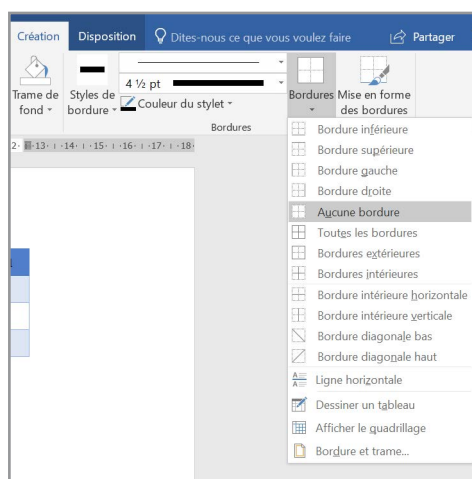 Création Disposition Dites-nous ce que vous voulez faire Partager
4 ½ pt
Trame de fond Styles de bordure Couleur du stylet Bordures Mise en forme des bordures
Bordures
2 · 13 · 14 · 15 · 16 · 17 · 18
Bordure inférieure
Bordure supérieure
Bordure gauche
Bordure droite
Aucune bordure
Toutes les bordures
Bordures extérieures
Bordures intérieures
Bordure intérieure horizontale
Bordure intérieure verticale
Bordure diagonale bas
Bordure diagonale haut
Ligne horizontale
Dessiner un tableau
Afficher le quadrillage
Bordure et trame...